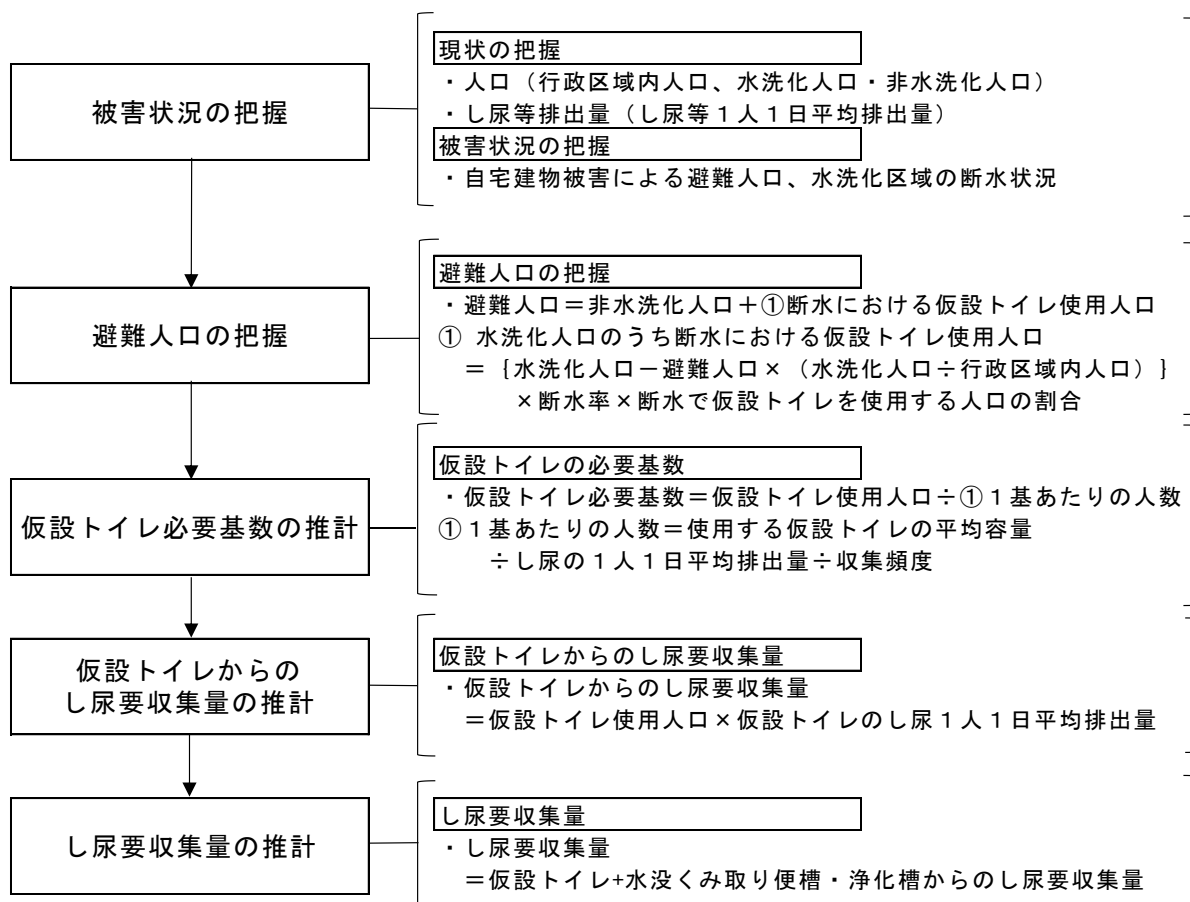 被害状況の把握
現状の把握
・人口（行政区域内人口、水洗化人口・非水洗化人口）
・し尿等排出量（し尿等１人１日平均排出量）
被害状況の把握
・自宅建物被害による避難人口、水洗化区域の断水状況
避難人口の把握
避難人口の把握
・避難人口＝非水洗化人口＋①断水における仮設トイレ使用人口
① 水洗化人口のうち断水における仮設トイレ使用人口
＝｛水洗化人口－避難人口×（水洗化人口÷行政区域内人口）｝
×断水率×断水で仮設トイレを使用する人口の割合
仮設トイレ必要基数の推計
仮設トイレの必要基数
・仮設トイレ必要基数＝仮設トイレ使用人口÷①１基あたりの人数
①１基あたりの人数＝使用する仮設トイレの平均容量
÷し尿の１人１日平均排出量÷収集頻度
仮設トイレからの
し尿要収集量の推計
仮設トイレからのし尿要収集量
・仮設トイレからのし尿要収集量
＝仮設トイレ使用人口×仮設トイレのし尿１人１日平均排出量
し尿要収集量の推計
し尿要収集量
・し尿要収集量
＝仮設トイレ+水没くみ取り便槽・浄化槽からのし尿要収集量